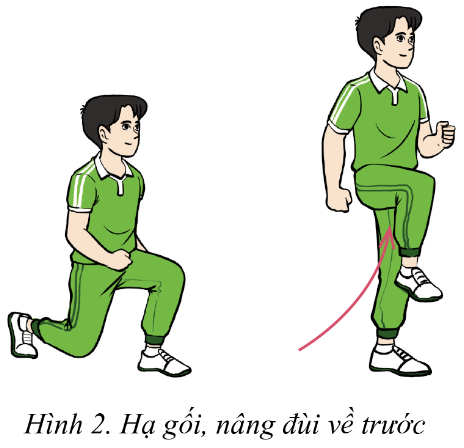 Hình 2. Hạ gối, nâng đùi về trước